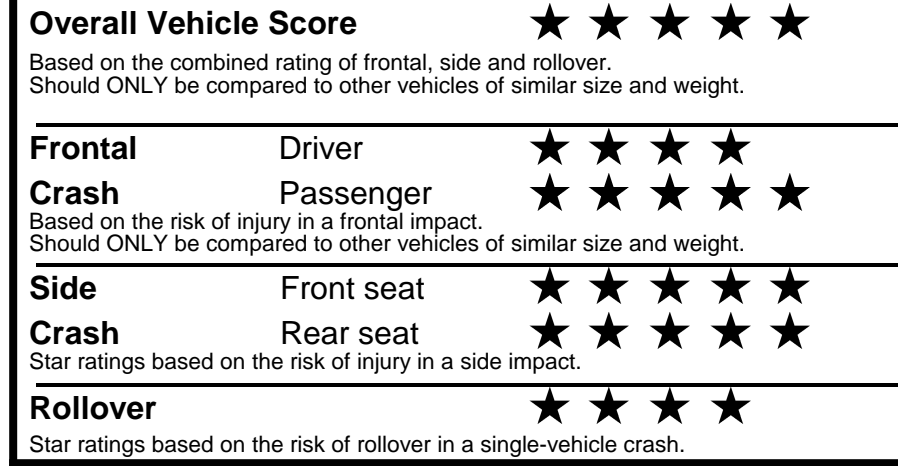 Overall Vehicle Score ★ ★ ★ ★ ★
Based on the combined rating of frontal, side and rollover.
Should ONLY be compared to other vehicles of similar size and weight.
Frontal Driver ★ ★ ★ ★
Crash Passenger ★ ★ ★ ★ ★
Based on the risk of injury in a frontal impact.
Should ONLY be compared to other vehicles of similar size and weight.
Side Front seat ★ ★ ★ ★ ★
Crash Rear seat ★ ★ ★ ★ ★
Star ratings based on the risk of injury in a side impact.
Rollover ★ ★ ★ ★
Star ratings based on the risk of rollover in a single-vehicle crash.